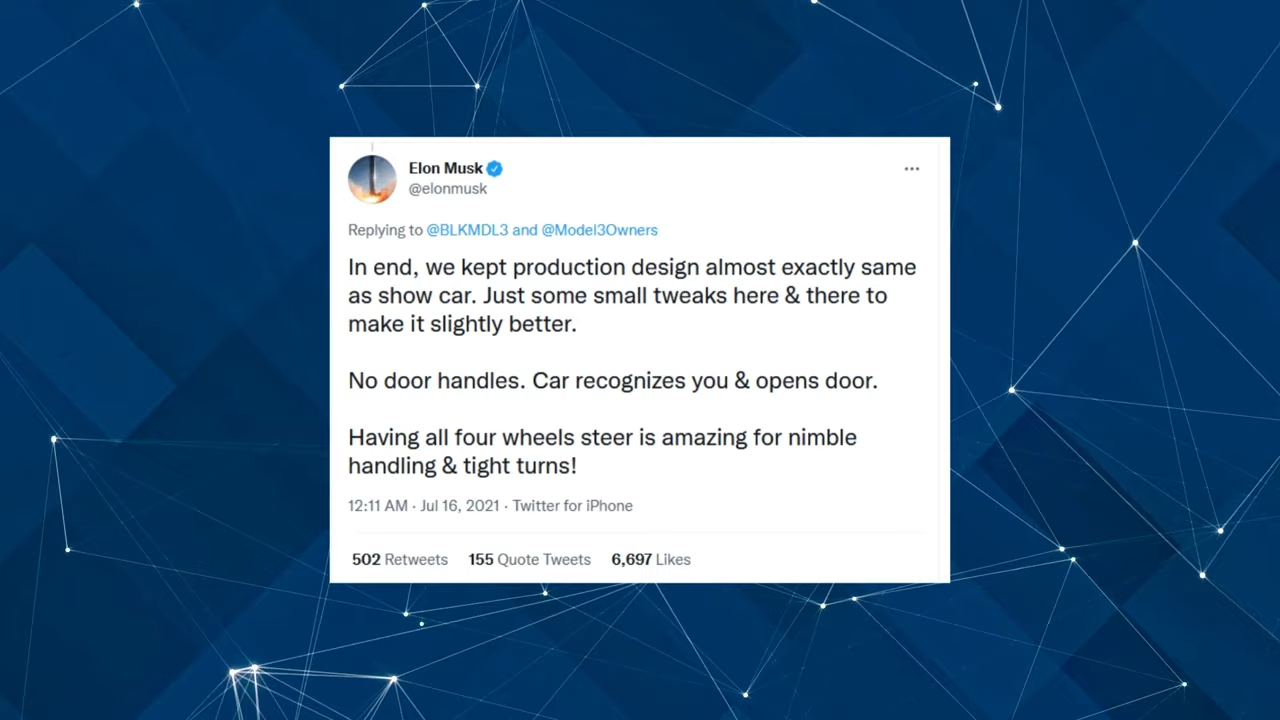 Elon Musk
@elonmusk
Replying to @BLKMDL3 and @Model3Owners
In end, we kept production design almost exactly same
as show car. Just some small tweaks here & there to
make it slightly better.
No door handles. Car recognizes you & opens door.
Having all four wheels steer is amazing for nimble
handling & tight turns!
12:11 AM · Jul 16, 2021 · Twitter for iPhone
502 Retweets 155 Quote Tweets 6,697 Likes